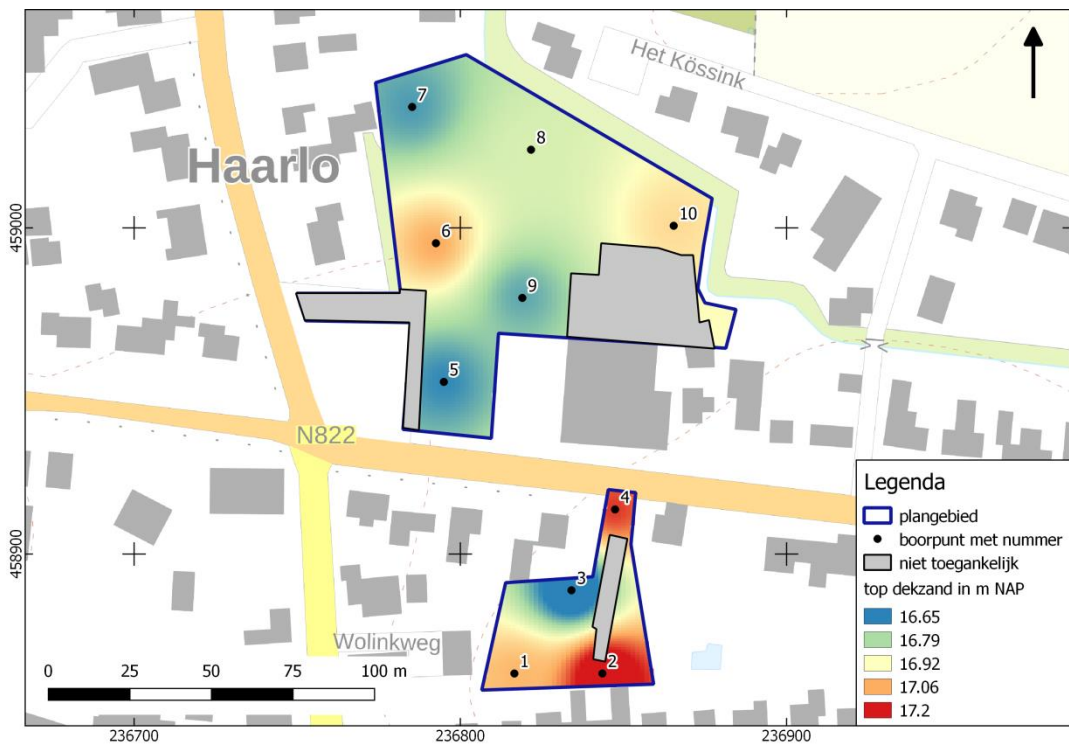 Het Kössink
7
8
Haarlo
459000
6
10
9
5
N822
4
458900
3
Wolinkweg
1
2
0 25 50 75 100 m
236700 236800 236900
Legenda
plangebied
boorpunt met nummer
niet toegankelijk
top dekzand in m NAP
16.65
16.79
16.92
17.06
17.2